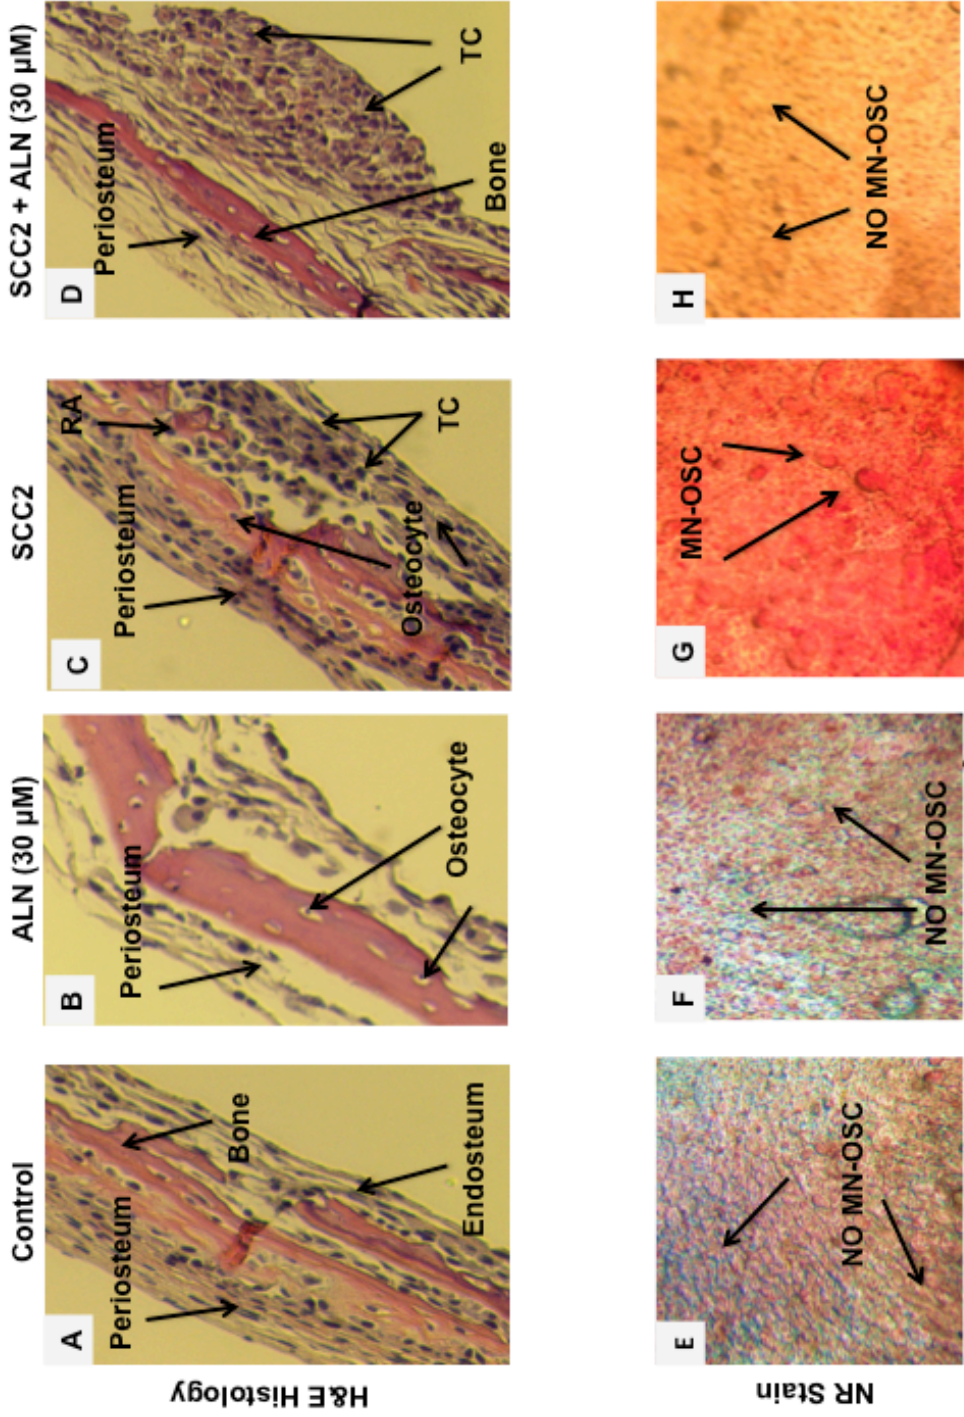 Control
ALN (30 µM)
SCC2
SCC2 + ALN (30 µM)
H&E Histology
A
Periosteum
Bone
Endosteum
B
Periosteum
Osteocyte
C
Periosteum
RA
Osteocyte
TC
D
Periosteum
TC
Bone
NR Stain
E
NO MN-OSC
F
NO MN-OSC
G
MN-OSC
H
NO MN-OSC